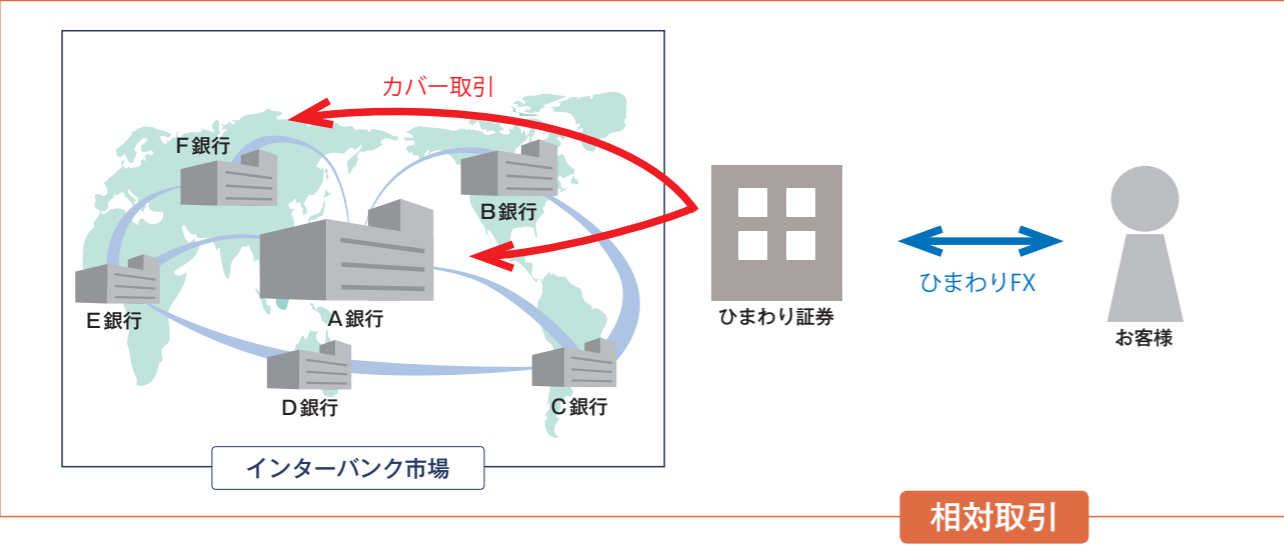 カバー取引
F銀行
B銀行
E銀行
A銀行
D銀行
C銀行
インターバンク市場
ひまわり証券
ひまわりFX
お客様
相対取引